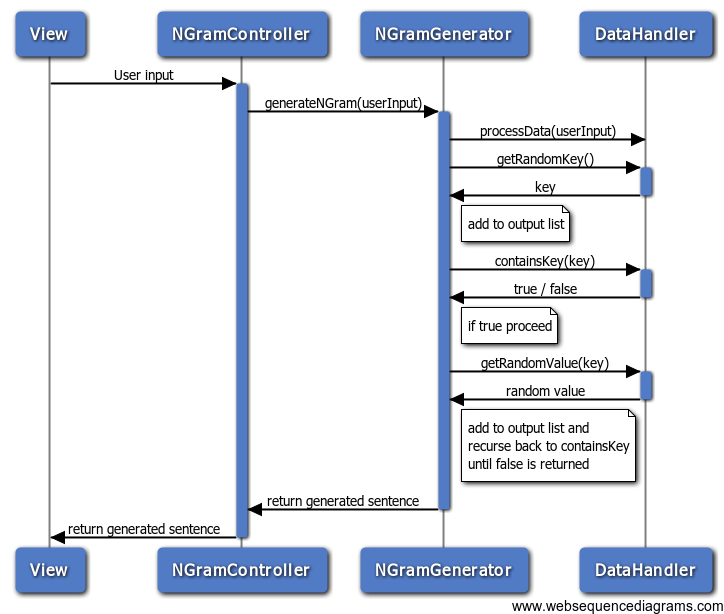 View NGramController NGramGenerator DataHandler
User input
generateNGram(userInput)
processData(userInput)
getRandomKey()
key
add to output list
containsKey(key)
true / false
if true proceed
getRandomValue(key)
random value
add to output list and
recurse back to containsKey
until false is returned
return generated sentence
return generated sentence
View NGramController NGramGenerator DataHandler
www.websequencediagrams.com